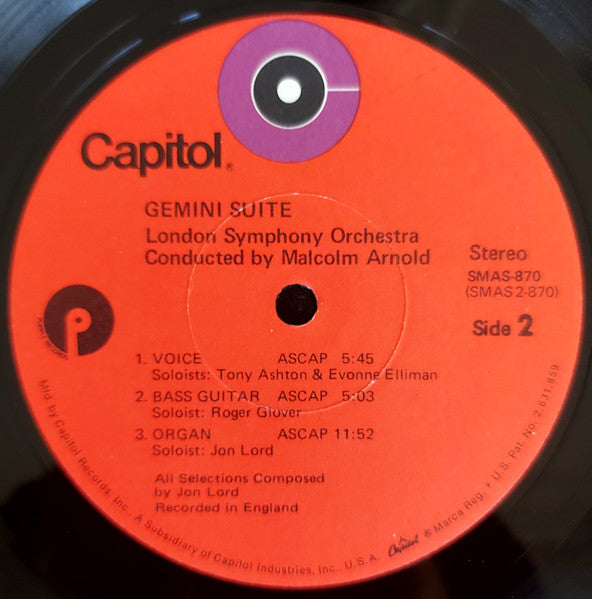 Capitol®
GEMINI SUITE
London Symphony Orchestra
Conducted by Malcolm Arnold
Stereo
SMAS-870
(SMAS2-870)
Side 2
PURPLE RECORDS
1. VOICE ASCAP 5:45
Soloists: Tony Ashton & Evonne Elliman
2. BASS GUITAR ASCAP 5:03
Soloist: Roger Glover
3. ORGAN ASCAP 11:52
Soloist: Jon Lord
All Selections Composed
by Jon Lord
Recorded in England
Mfd. by Capitol Records, Inc., A Subsidiary of Capitol Industries, Inc., U.S.A. Capitol ® Marca Reg. • U.S. Pat. No. 2,631,859